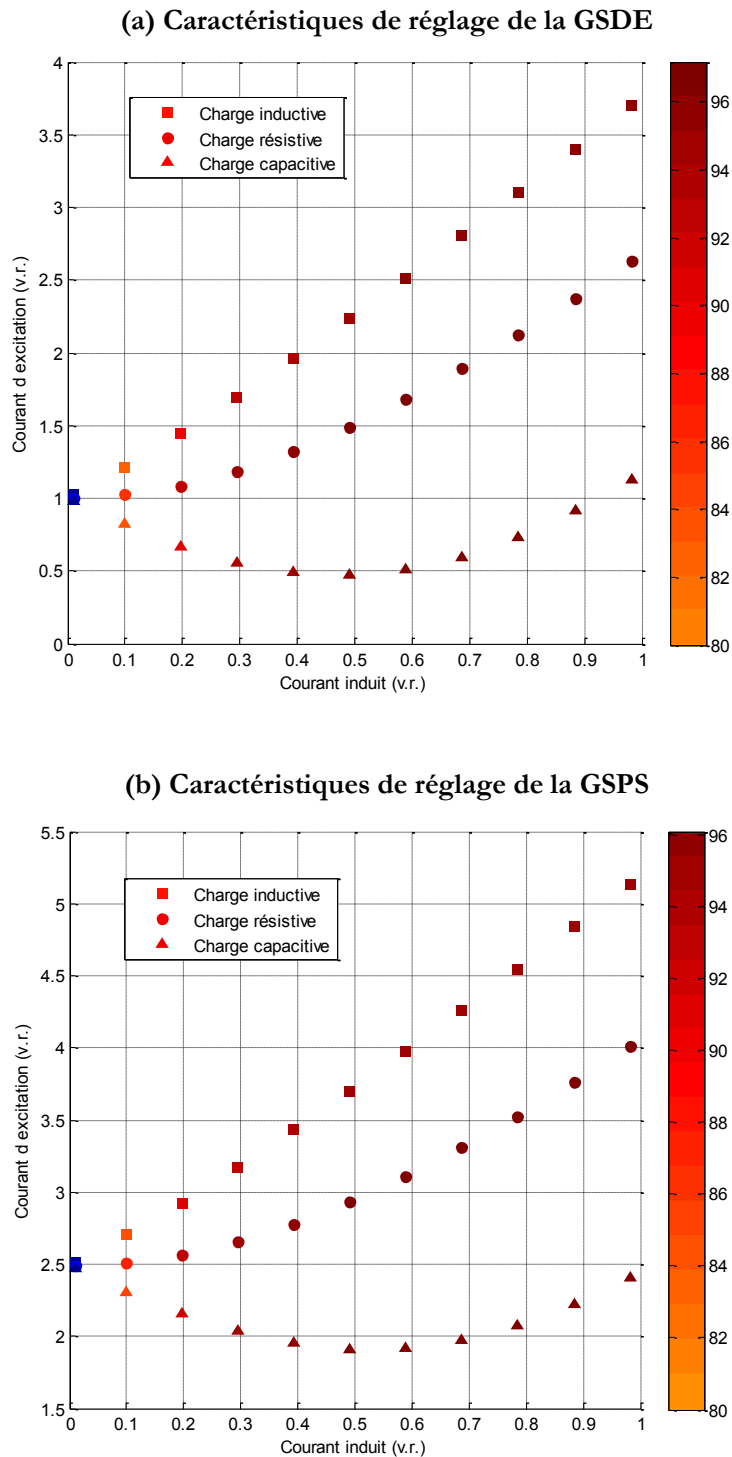 (a) Caractéristiques de réglage de la GSDE
4
3.5
3
2.5
2
1.5
1
0.5
0
Courant d excitation (v.r.)
Charge inductive
Charge résistive
Charge capacitive
0 0.1 0.2 0.3 0.4 0.5 0.6 0.7 0.8 0.9 1
Courant induit (v.r.)
96
94
92
90
88
86
84
82
80
(b) Caractéristiques de réglage de la GSPS
5.5
5
4.5
4
3.5
3
2.5
2
1.5
Courant d excitation (v.r.)
Charge inductive
Charge résistive
Charge capacitive
0 0.1 0.2 0.3 0.4 0.5 0.6 0.7 0.8 0.9 1
Courant induit (v.r.)
96
94
92
90
88
86
84
82
80